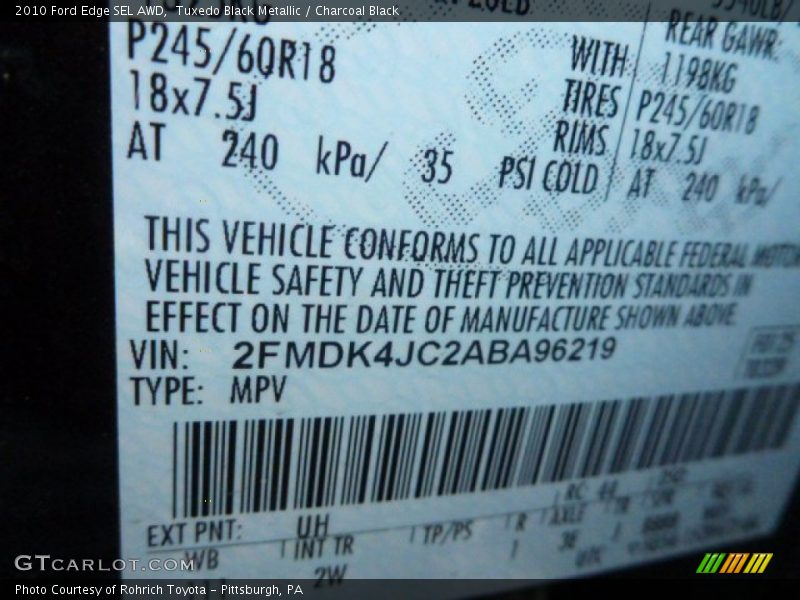 2010 Ford Edge SEL AWD, Tuxedo Black Metallic / Charcoal Black
REAR GAWR:
P245/60R18 WITH 1198KG
18x7.5J TIRES P245/60R18
AT 240 kPa/ 35 PSI COLD RIMS 18x7.5J
AT 240 kPa/
THIS VEHICLE CONFORMS TO ALL APPLICABLE FEDERAL MOTOR
VEHICLE SAFETY AND THEFT PREVENTION STANDARDS IN
EFFECT ON THE DATE OF MANUFACTURE SHOWN ABOVE
VIN: 2FMDK4JC2ABA96219
TYPE: MPV
EXT PNT: UH RC
WB INT TR TP/PS R AXLE TR
2W
GTCARLOT.COM
Photo Courtesy of Rohrich Toyota - Pittsburgh, PA